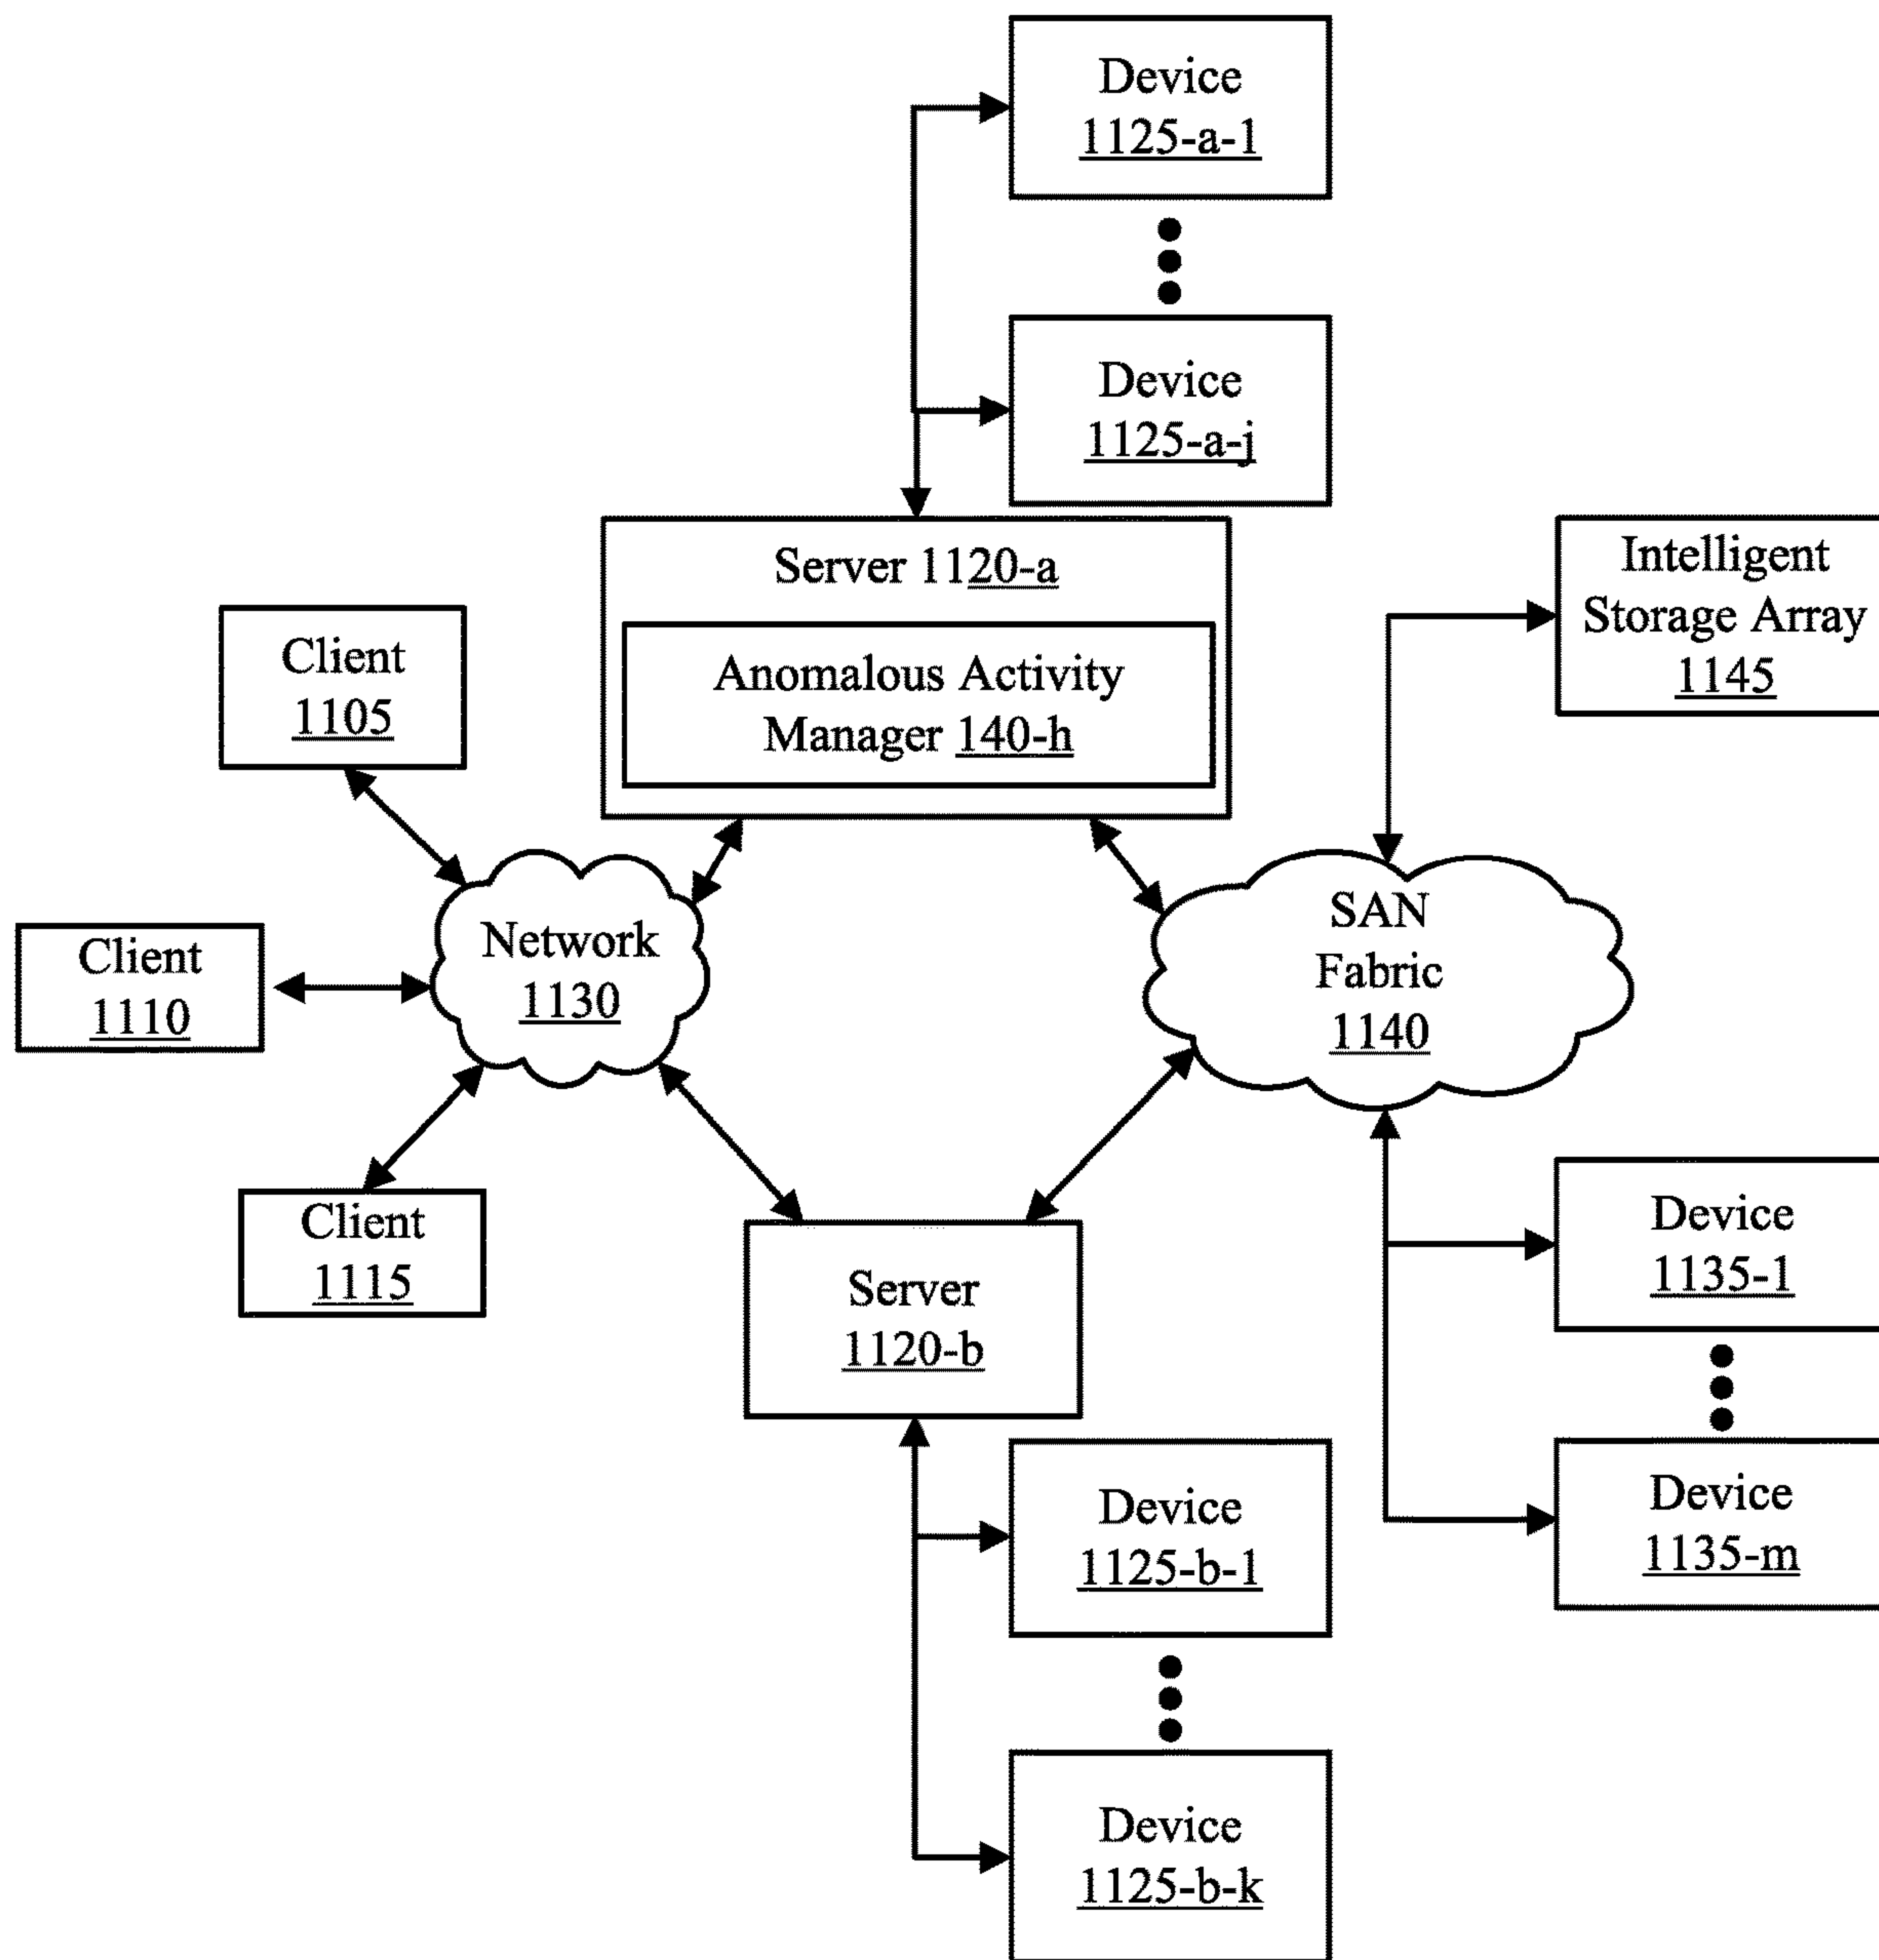 Device
1125-a-1
Device
1125-a-j
Server 1120-a
Anomalous Activity
Manager 140-h
Intelligent
Storage Array
1145
Client
1105
Network
1130
SAN
Fabric
1140
Client
1110
Client
1115
Server
1120-b
Device
1135-1
Device
1135-m
Device
1125-b-1
Device
1125-b-k